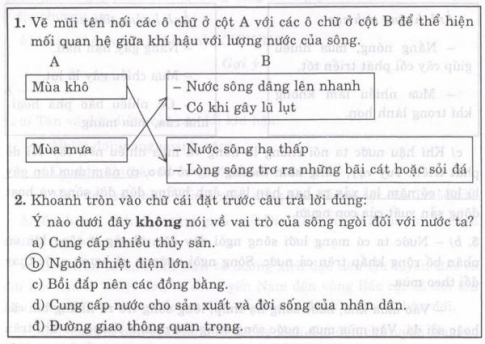 1. Vẽ mũi tên nối các ô chữ ở cột A với các ô chữ ở cột B để thể hiện
mối quan hệ giữa khí hậu với lượng nước của sông.
A B
Mùa khô
– Nước sông dâng lên nhanh
– Có khi gây lũ lụt
Mùa mưa
– Nước sông hạ thấp
– Lòng sông trơ ra những bãi cát hoặc sỏi đá
2. Khoanh tròn vào chữ cái đặt trước câu trả lời đúng:
Ý nào dưới đây không nói về vai trò của sông ngòi đối với nước ta?
a) Cung cấp nhiều thủy sản.
b) Nguồn nhiệt điện lớn.
c) Bồi đắp nên các đồng bằng.
d) Cung cấp nước cho sản xuất và đời sống của nhân dân.
đ) Đường giao thông quan trọng.